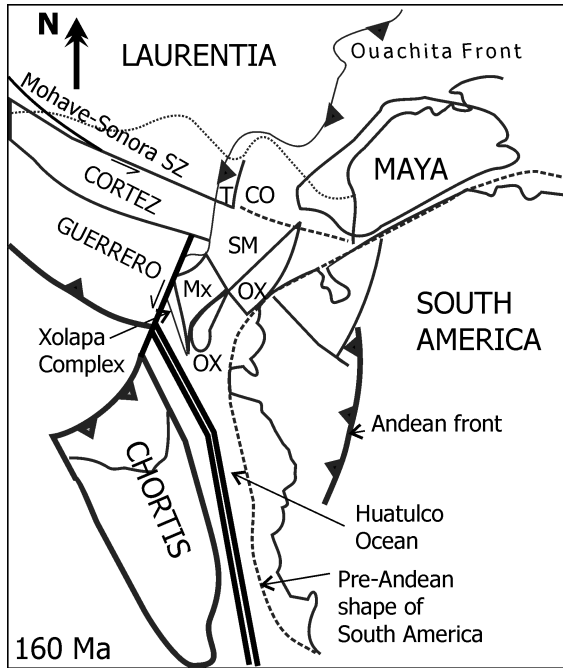 N
LAURENTIA
Ouachita Front
Mohave-Sonora SZ
MAYA
CORTEZ
T
CO
GUERRERO
SM
Mx
OX
SOUTH
AMERICA
Xolapa
Complex
OX
Andean front
CHORTIS
Huatulco
Ocean
Pre-Andean
shape of
South America
160 Ma